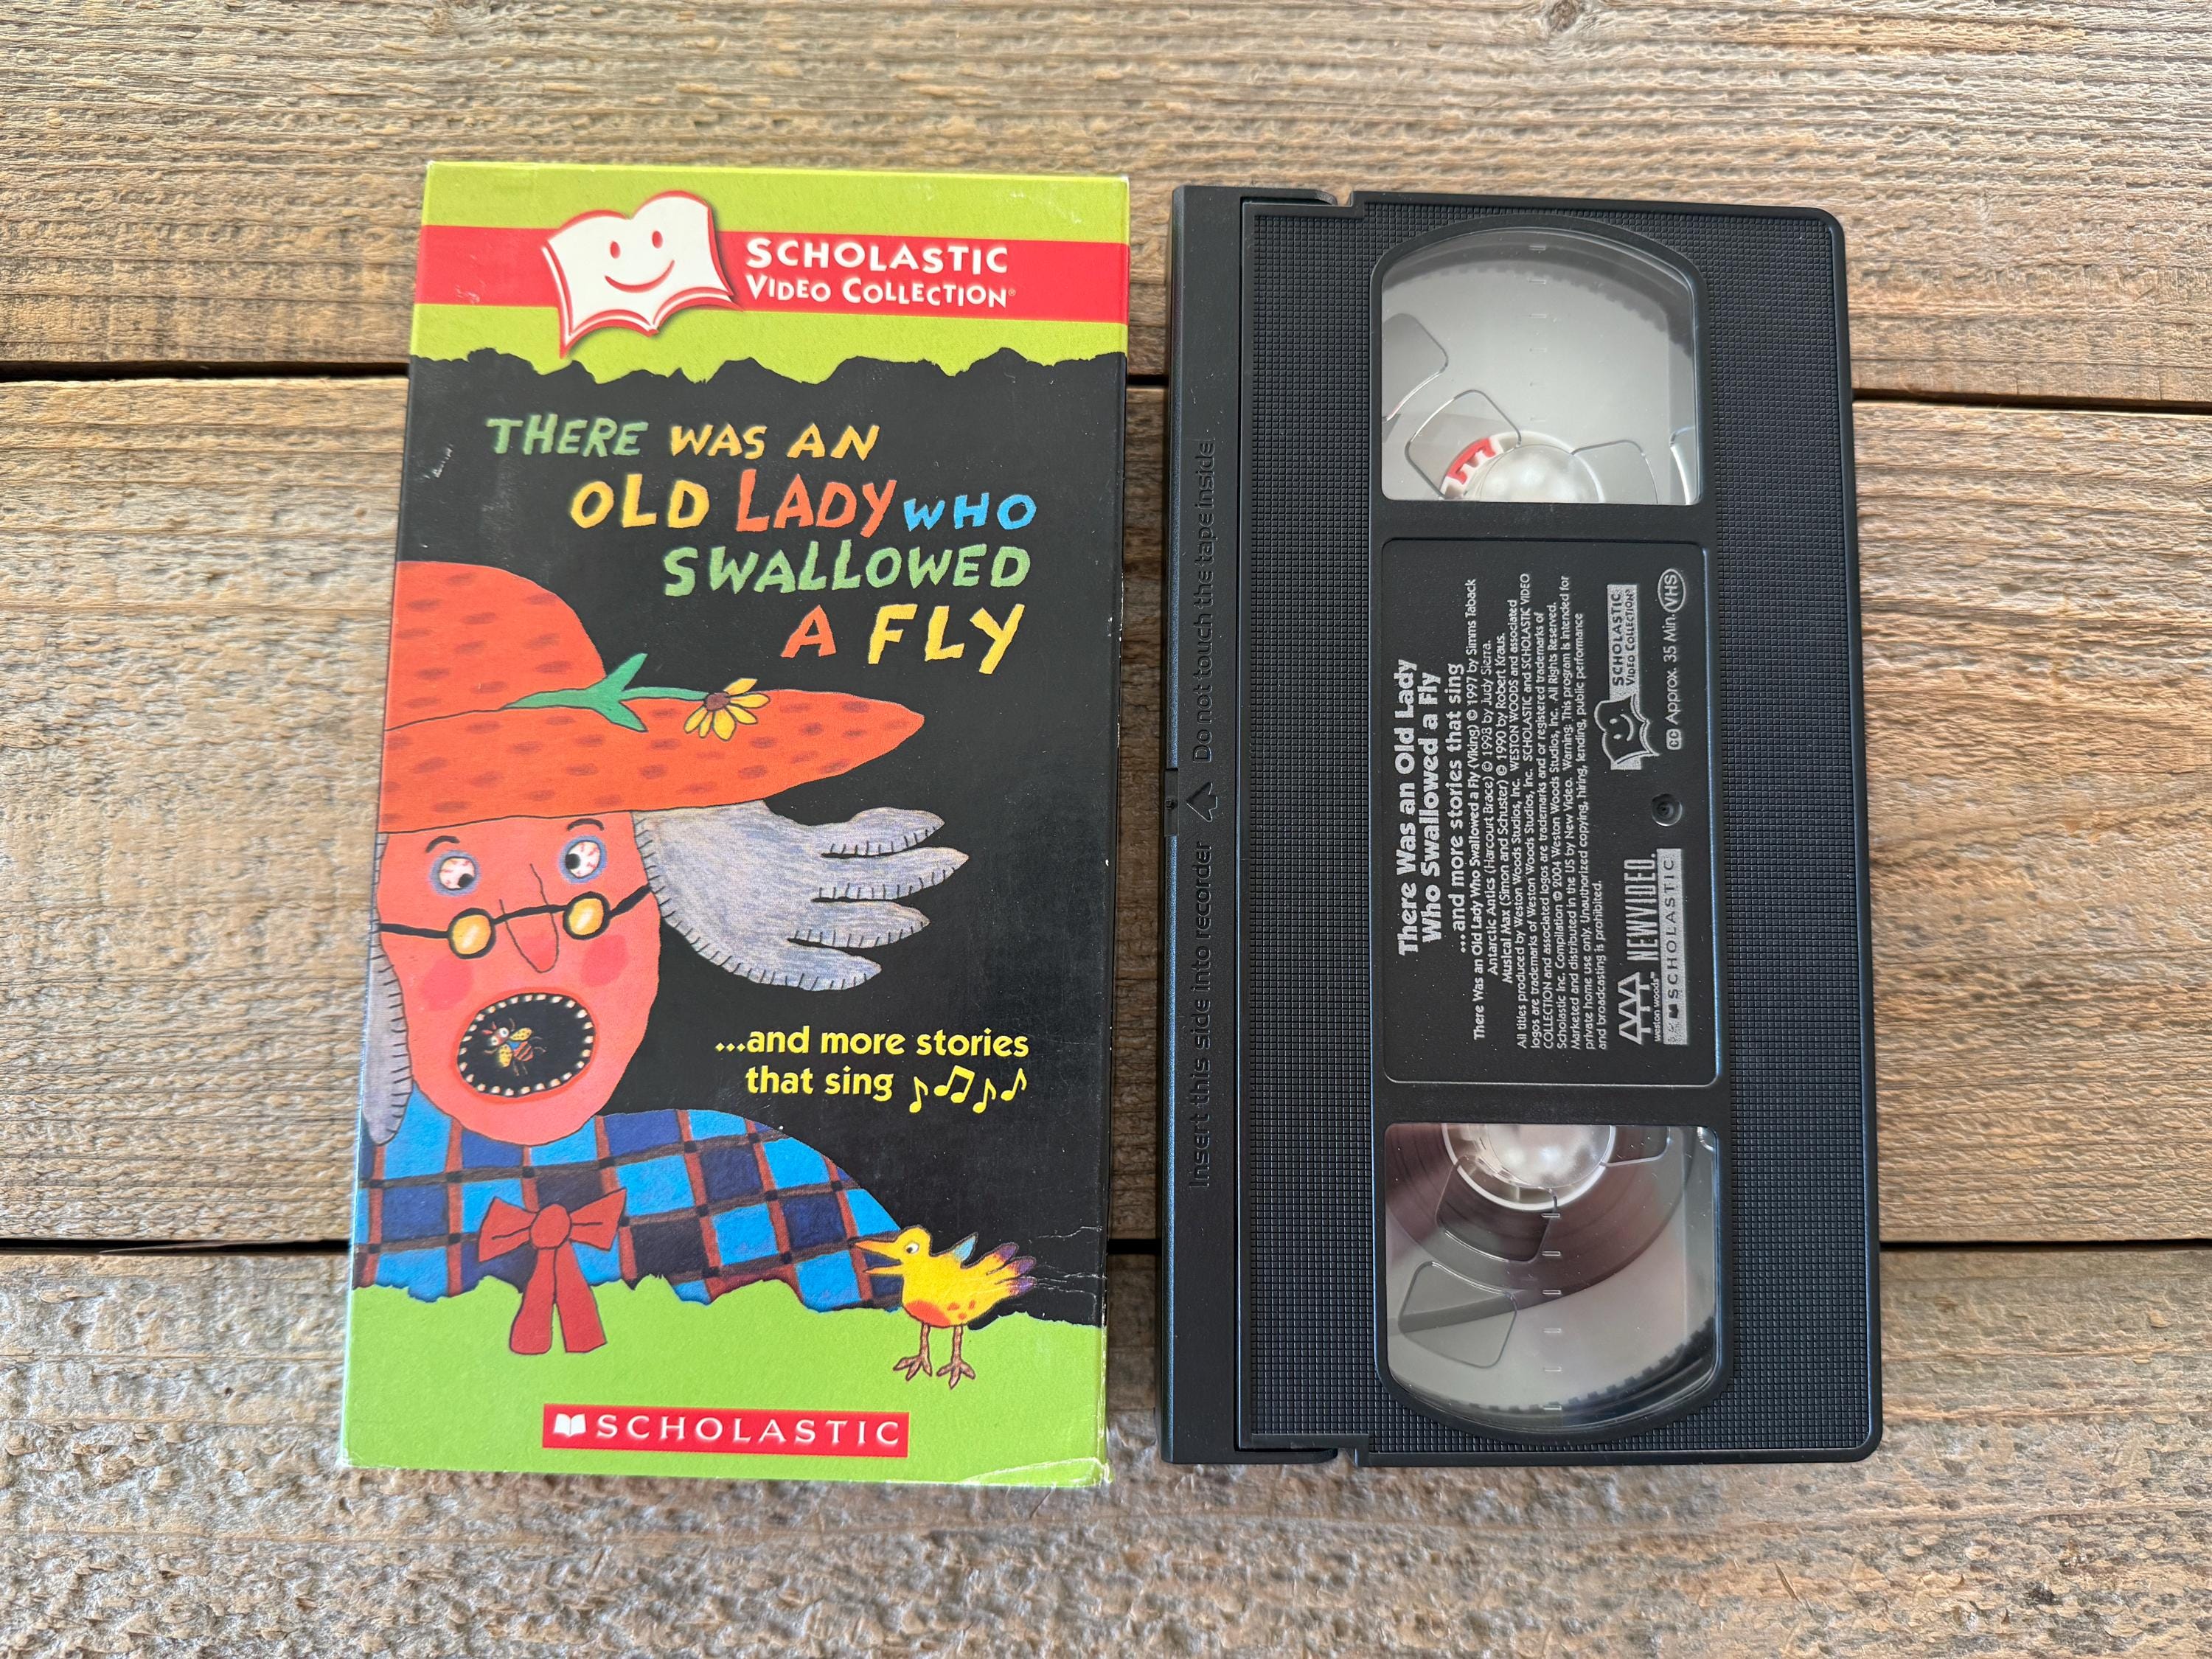 SCHOLASTIC
VIDEO COLLECTION®
THERE WAS AN
OLD LADY WHO
SWALLOWED
A FLY
...and more stories
that sing
SCHOLASTIC
Insert this side into recorder
Do not touch the tape inside
There Was an Old Lady
Who Swallowed a Fly
...and more stories that sing
There Was an Old Lady Who Swallowed a Fly (Viking) © 1997 by Simms Taback
Antarctic Antics (Harcourt Brace) © 1998 by Judy Sierra.
Musical Max (Simon and Schuster) © 1990 by Robert Kraus.
All titles produced by Weston Woods Studios, Inc. WESTON WOODS and associated
logos are trademarks of Weston Woods Studios, Inc. SCHOLASTIC and SCHOLASTIC VIDEO
COLLECTION and associated logos are trademarks and or registered trademarks of
Scholastic Inc. Compilation © 2004 Weston Woods Studios, Inc. All Rights Reserved.
Marketed and distributed in the US by New Video. Warning: This program is intended for
private home use only. Unauthorized copying, hiring, lending, public performance
and broadcasting is prohibited.
weston woods™
NEWVIDEO.
SCHOLASTIC
SCHOLASTIC
VIDEO COLLECTION®
CC Approx. 35 Min. VHS